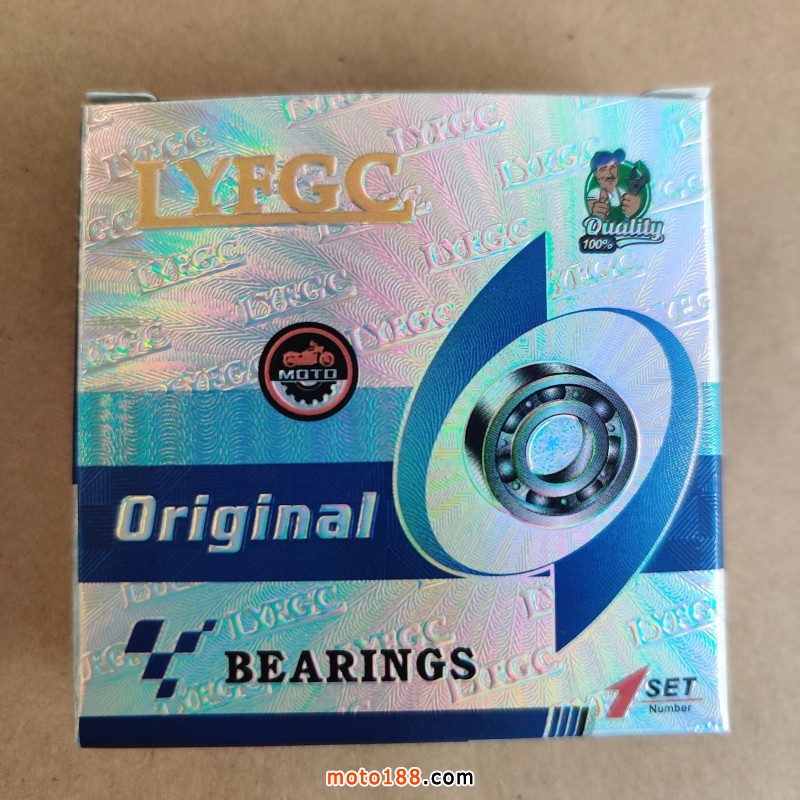 LYFGC
Quality
100%
MOTO
Original
BEARINGS
1 SET
Number
moto188.com